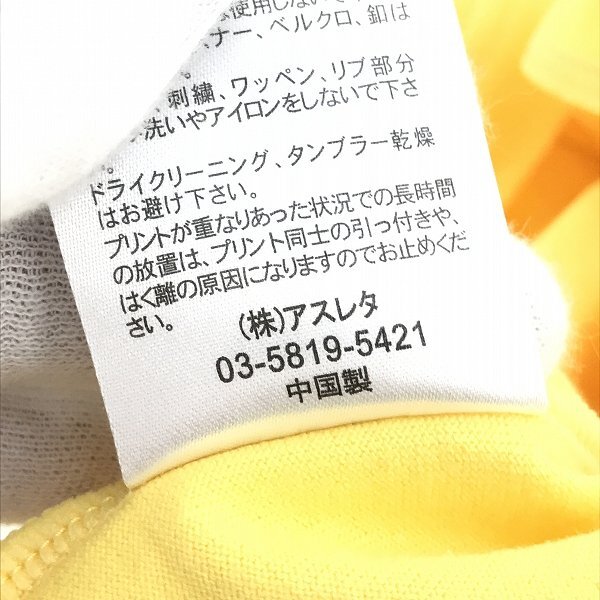 使用しないで
ナー、ベルクロ、釦は
。
、刺繍、ワッペン、リブ部分
洗いやアイロンをしないで下さ
。
ドライクリーニング、タンブラー乾燥
はお避け下さい。
プリントが重なりあった状況での長時間
の放置は、プリント同士の引っ付きや、
はく離の原因になりますのでお止めくだ
さい。
(株)アスレタ
03-5819-5421
中国製